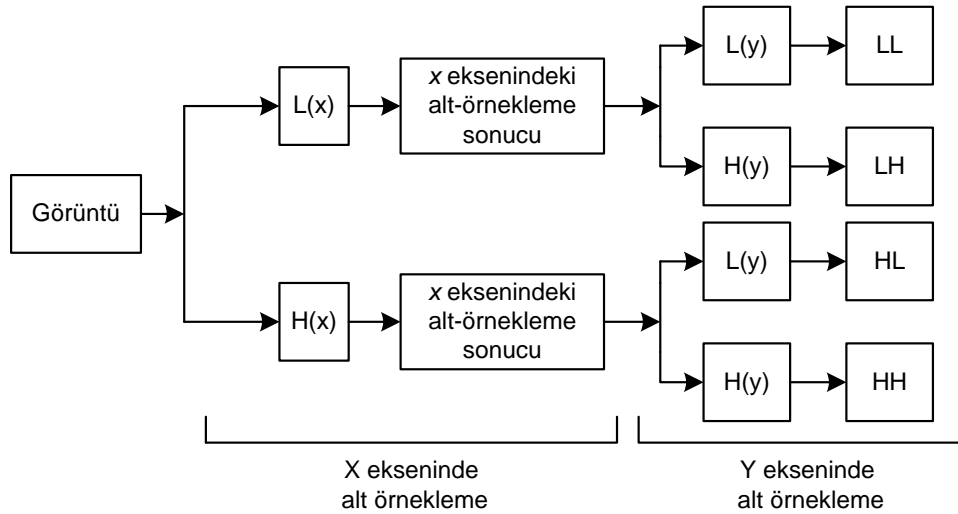 Görüntü
L(x)
x eksenindeki
alt-örnekleme
sonucu
L(y)
LL
H(y)
LH
H(x)
x eksenindeki
alt-örnekleme
sonucu
L(y)
HL
H(y)
HH
X ekseninde
alt örnekleme
Y ekseninde
alt örnekleme